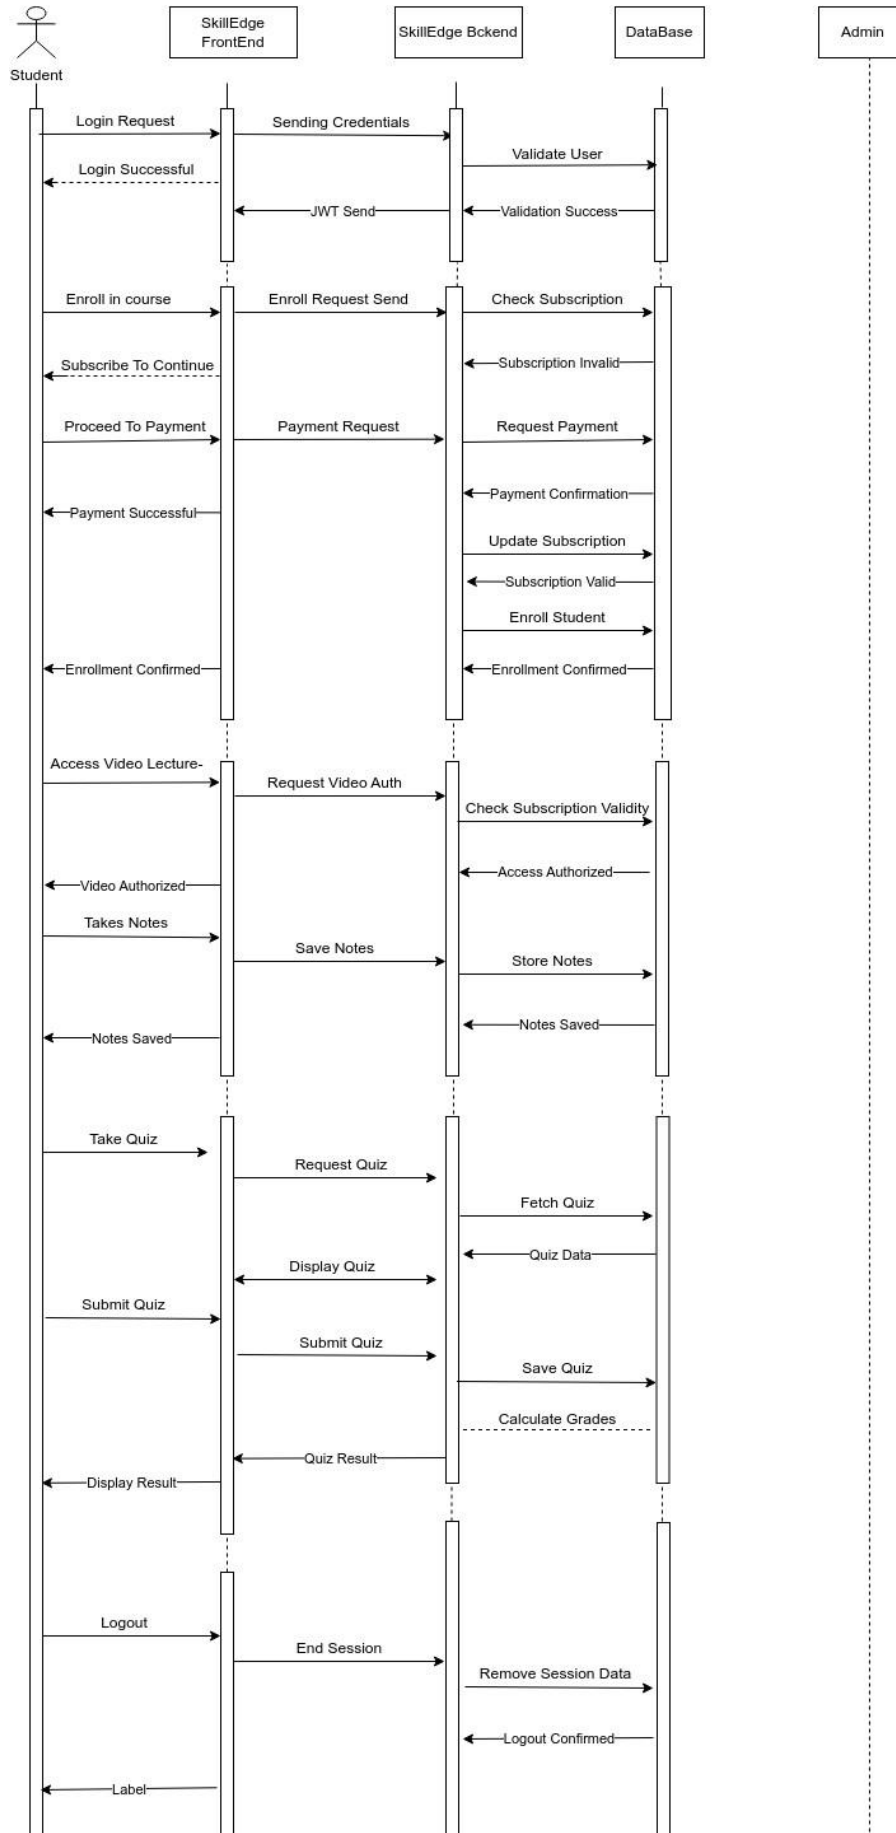 SkillEdge
FrontEnd
SkillEdge Bckend
DataBase
Admin
Student
Login Request
Sending Credentials
Validate User
Login Successful
JWT Send
Validation Success
Enroll in course
Enroll Request Send
Check Subscription
Subscribe To Continue
Subscription Invalid
Proceed To Payment
Payment Request
Request Payment
Payment Confirmation
Payment Successful
Update Subscription
Subscription Valid
Enroll Student
Enrollment Confirmed
Enrollment Confirmed
Access Video Lecture-
Request Video Auth
Check Subscription Validity
Access Authorized
Video Authorized
Takes Notes
Save Notes
Store Notes
Notes Saved
Notes Saved
Take Quiz
Request Quiz
Fetch Quiz
Quiz Data
Display Quiz
Submit Quiz
Submit Quiz
Save Quiz
Calculate Grades
Quiz Result
Display Result
Logout
End Session
Remove Session Data
Logout Confirmed
Label